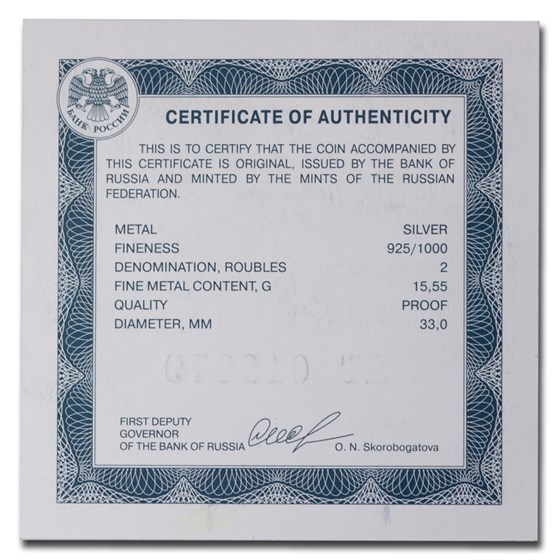 БАНК РОССИИ
CERTIFICATE OF AUTHENTICITY
THIS IS TO CERTIFY THAT THE COIN ACCOMPANIED BY
THIS CERTIFICATE IS ORIGINAL, ISSUED BY THE BANK OF
RUSSIA AND MINTED BY THE MINTS OF THE RUSSIAN
FEDERATION.
METAL SILVER
FINENESS 925/1000
DENOMINATION, ROUBLES 2
FINE METAL CONTENT, G 15,55
QUALITY PROOF
DIAMETER, MM 33,0
FIRST DEPUTY
GOVERNOR
OF THE BANK OF RUSSIA O. N. Skorobogatova